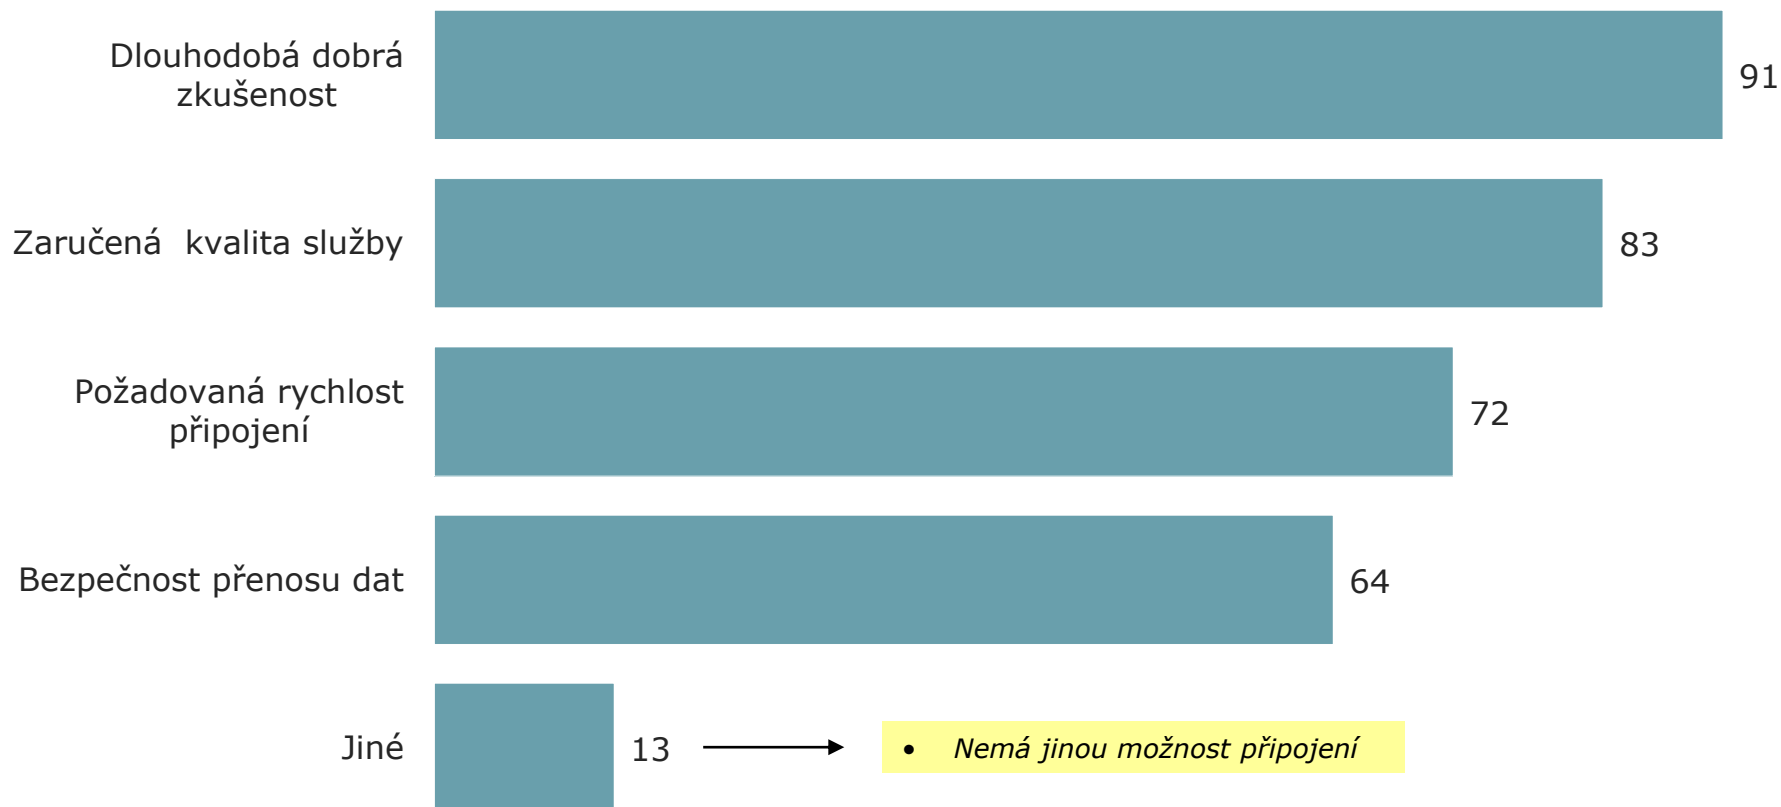 Dlouhodobá dobrá
zkušenost
91
Zaručená  kvalita služby
83
Požadovaná rychlost
připojení
72
Bezpečnost přenosu dat
64
Jiné
13
• Nemá jinou možnost připojení